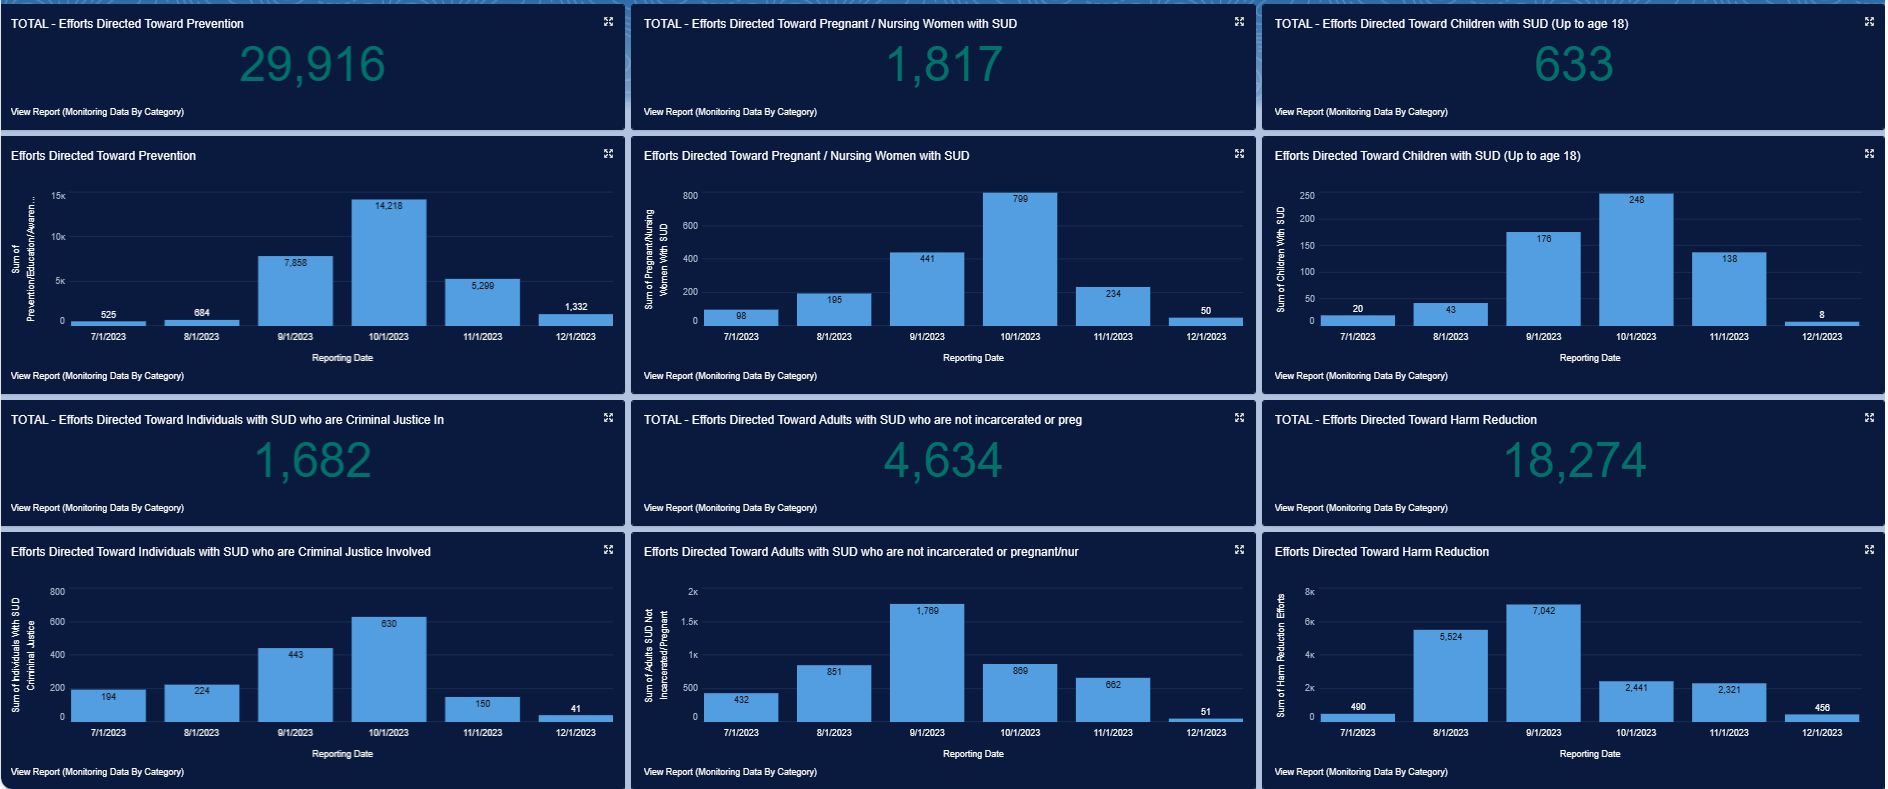 TOTAL - Efforts Directed Toward Prevention
29,916
View Report (Monitoring Data By Category)
TOTAL - Efforts Directed Toward Pregnant / Nursing Women with SUD
1,817
View Report (Monitoring Data By Category)
TOTAL - Efforts Directed Toward Children with SUD (Up to age 18)
633
View Report (Monitoring Data By Category)
Efforts Directed Toward Prevention
Sum of
Prevention/Education/Awaren...
15K
10K
5K
0
525
684
7,858
14,218
5,299
1,332
7/1/2023
8/1/2023
9/1/2023
10/1/2023
11/1/2023
12/1/2023
Reporting Date
View Report (Monitoring Data By Category)
Efforts Directed Toward Pregnant / Nursing Women with SUD
Sum of Pregnant/Nursing
Women With SUD
800
600
400
200
0
98
195
441
799
234
50
7/1/2023
8/1/2023
9/1/2023
10/1/2023
11/1/2023
12/1/2023
Reporting Date
View Report (Monitoring Data By Category)
Efforts Directed Toward Children with SUD (Up to age 18)
Sum of Children With SUD
250
200
150
100
50
0
20
43
176
248
138
8
7/1/2023
8/1/2023
9/1/2023
10/1/2023
11/1/2023
12/1/2023
Reporting Date
View Report (Monitoring Data By Category)
TOTAL - Efforts Directed Toward Individuals with SUD who are Criminal Justice In
1,682
View Report (Monitoring Data By Category)
TOTAL - Efforts Directed Toward Adults with SUD who are not incarcerated or preg
4,634
View Report (Monitoring Data By Category)
TOTAL - Efforts Directed Toward Harm Reduction
18,274
View Report (Monitoring Data By Category)
Efforts Directed Toward Individuals with SUD who are Criminal Justice Involved
Sum of Individuals With SUD
Crimininal Justice
800
600
400
200
0
194
224
443
630
150
41
7/1/2023
8/1/2023
9/1/2023
10/1/2023
11/1/2023
12/1/2023
Reporting Date
View Report (Monitoring Data By Category)
Efforts Directed Toward Adults with SUD who are not incarcerated or pregnant/nur
Sum of Adults SUD Not
Incarcerated/Pregnant
2K
1.5K
1K
500
0
432
851
1,769
869
662
51
7/1/2023
8/1/2023
9/1/2023
10/1/2023
11/1/2023
12/1/2023
Reporting Date
View Report (Monitoring Data By Category)
Efforts Directed Toward Harm Reduction
Sum of Harm Reduction Efforts
8K
6K
4K
2K
0
490
5,524
7,042
2,441
2,321
456
7/1/2023
8/1/2023
9/1/2023
10/1/2023
11/1/2023
12/1/2023
Reporting Date
View Report (Monitoring Data By Category)